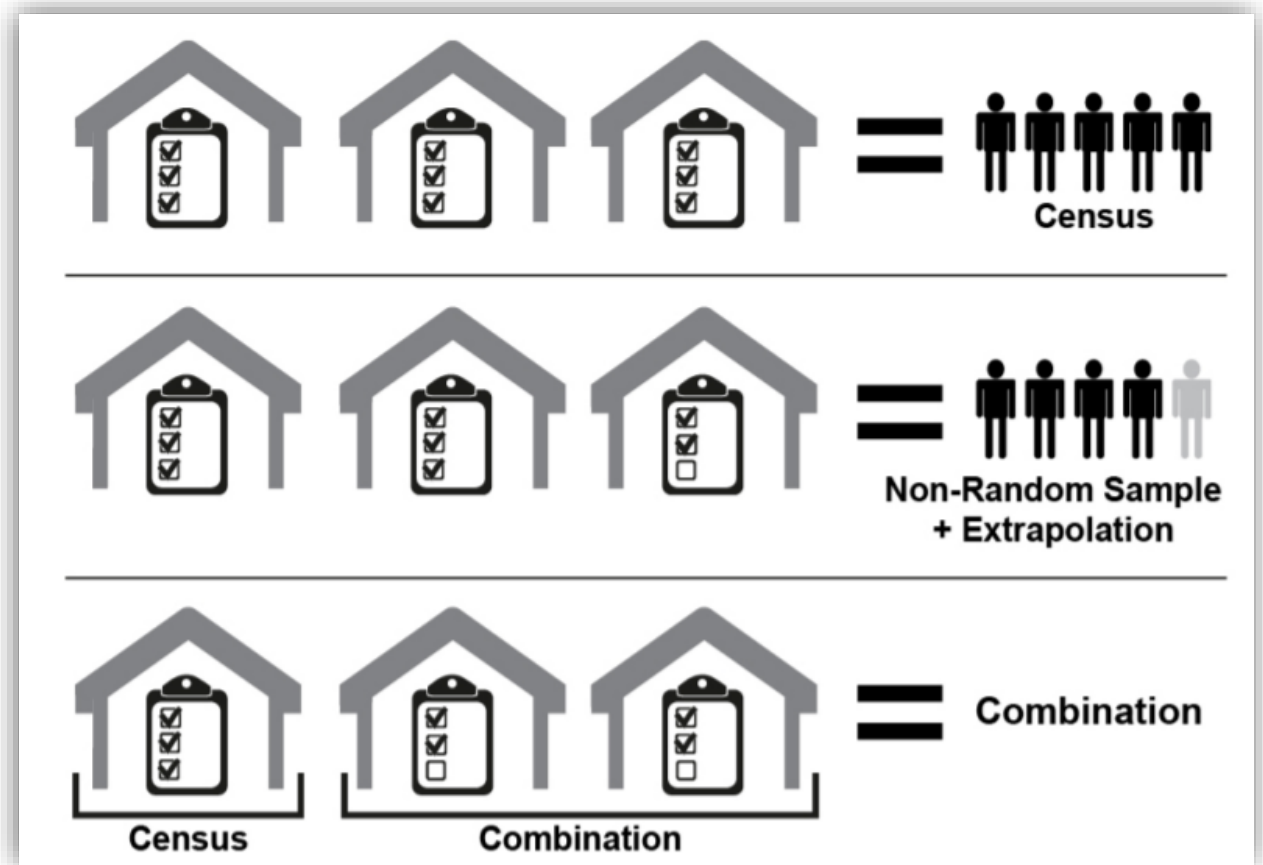 Census
Non-Random Sample
+ Extrapolation
Combination
Census
Combination